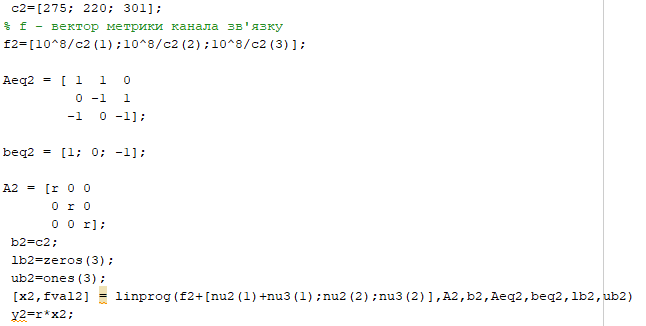 c2=[275; 220; 301];
% f - вектор метрики канала зв'язку
f2=[10^8/c2(1);10^8/c2(2);10^8/c2(3)];
Aeq2 = [ 1 1 0
0 -1 1
-1 0 -1];
beq2 = [1; 0; -1];
A2 = [r 0 0
0 r 0
0 0 r];
b2=c2;
lb2=zeros(3);
ub2=ones(3);
[x2,fval2] = linprog(f2+[nu2(1)+nu3(1);nu2(2);nu3(2)],A2,b2,Aeq2,beq2,lb2,ub2)
y2=r*x2;